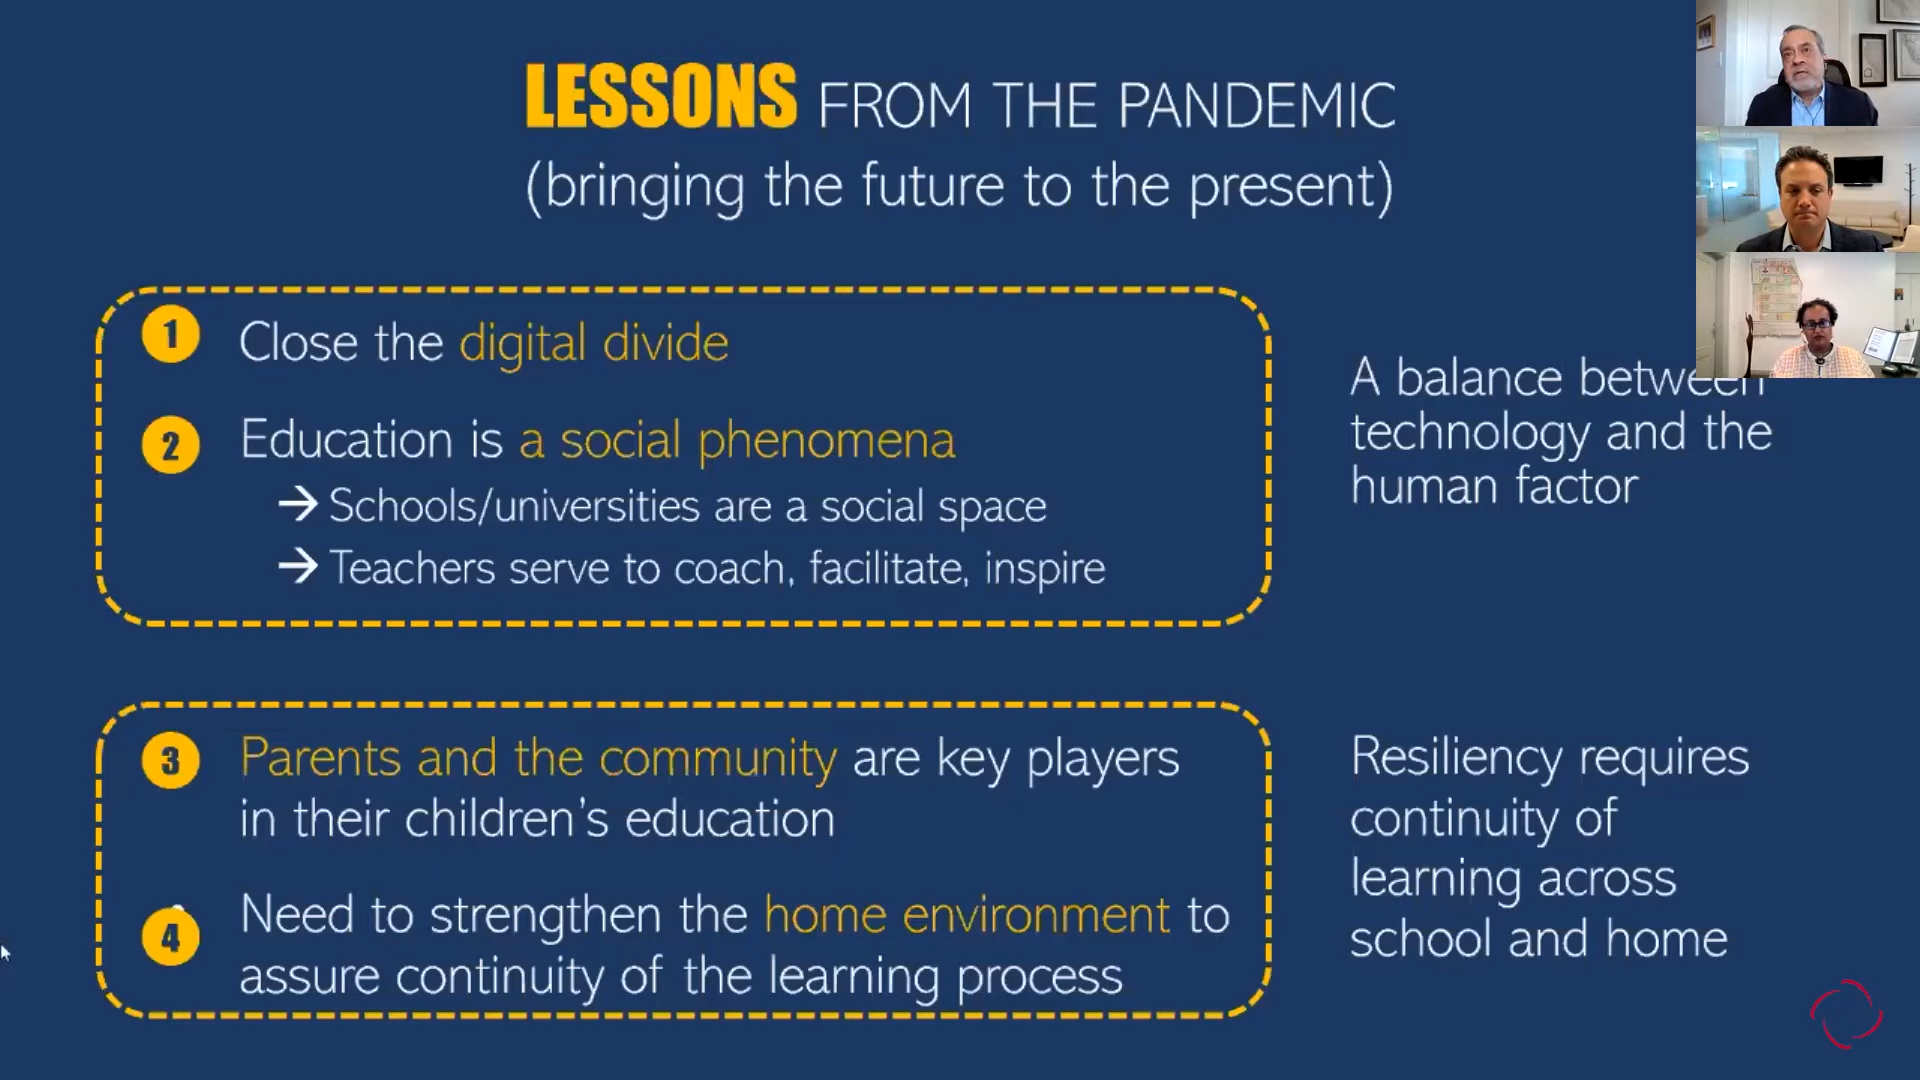 LESSONS FROM THE PANDEMIC
(bringing the future to the present)
1 Close the digital divide
2 Education is a social phenomena
→ Schools/universities are a social space
→ Teachers serve to coach, facilitate, inspire
A balance between
technology and the
human factor
3 Parents and the community are key players
in their children's education
4 Need to strengthen the home environment to
assure continuity of the learning process
Resiliency requires
continuity of
learning across
school and home